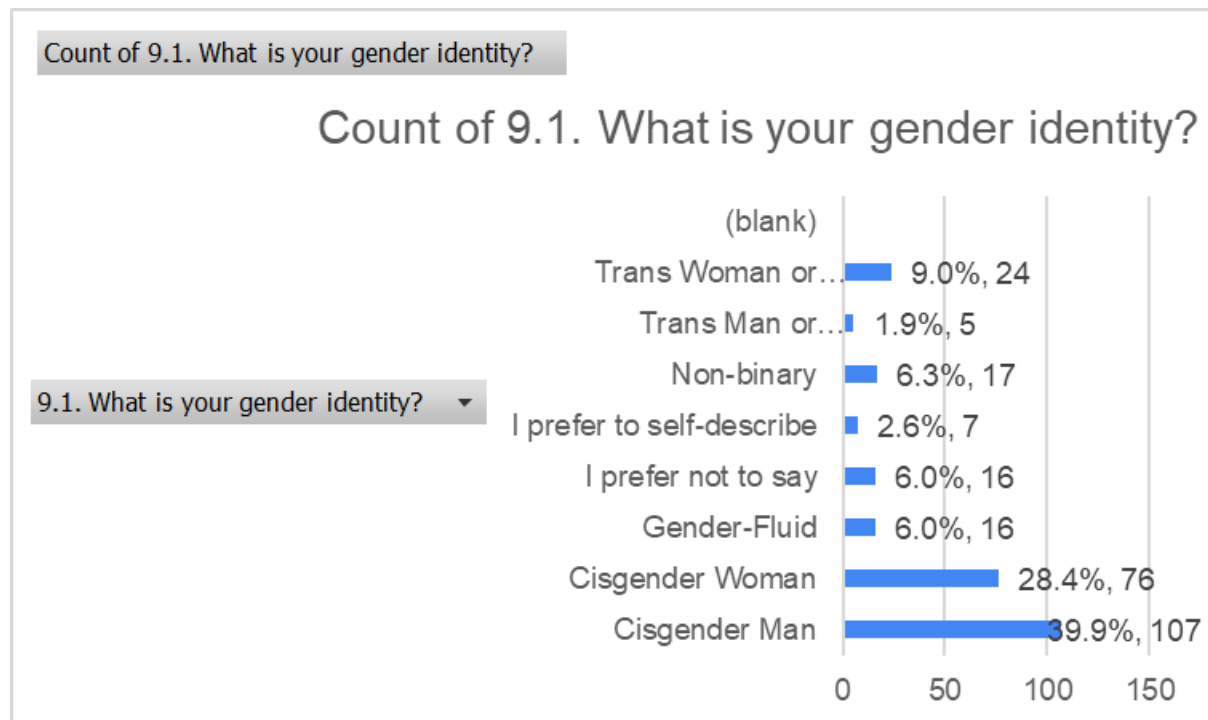 Count of 9.1. What is your gender identity?
Count of 9.1. What is your gender identity?
(blank)
Trans Woman or... 9.0%, 24
Trans Man or... 1.9%, 5
Non-binary 6.3%, 17
9.1. What is your gender identity?
I prefer to self-describe 2.6%, 7
I prefer not to say 6.0%, 16
Gender-Fluid 6.0%, 16
Cisgender Woman 28.4%, 76
Cisgender Man 39.9%, 107
0 50 100 150